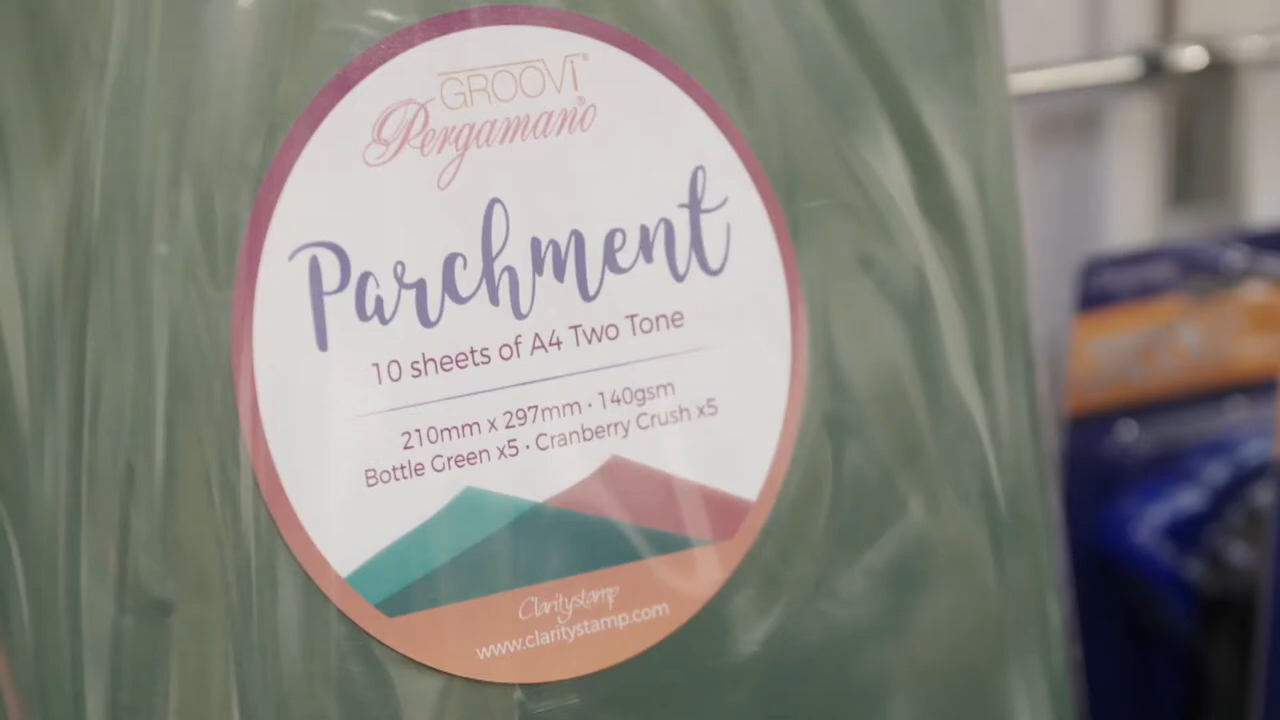 GROOVI®
Pergamano®
Parchment
10 sheets of A4 Two Tone
210mm x 297mm · 140gsm
Bottle Green x5 · Cranberry Crush x5
Claritystamp
www.claritystamp.com